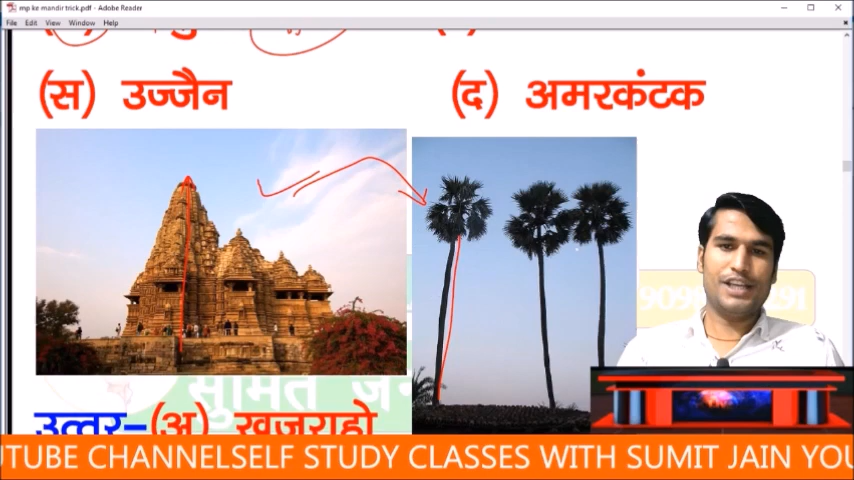 mp ke mandir trick.pdf - Adobe Reader
File Edit View Window Help
(स) उज्जैन (द) अमरकंटक
सुमित जैन
उत्तर-(अ) खजुराहो
UTUBE CHANNELSELF STUDY CLASSES WITH SUMIT JAIN YOU